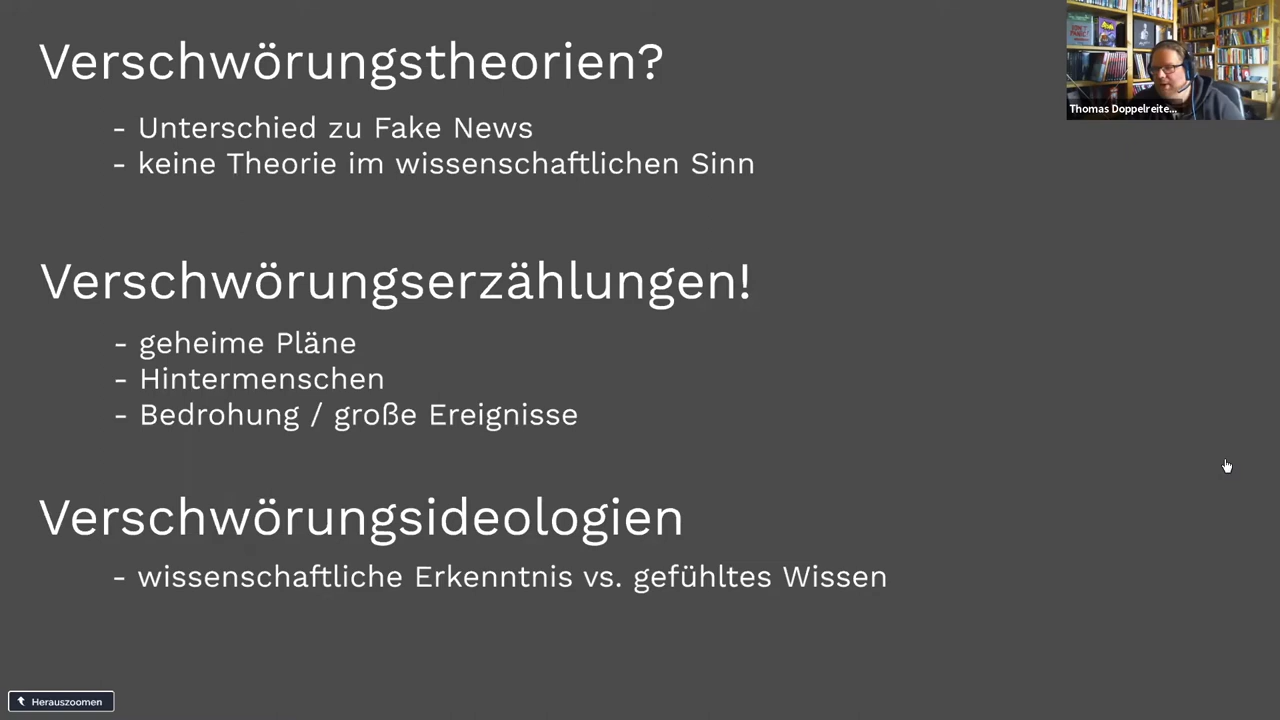 Verschwörungstheorien?
- Unterschied zu Fake News
- keine Theorie im wissenschaftlichen Sinn
Verschwörungserzählungen!
- geheime Pläne
- Hintermenschen
- Bedrohung / große Ereignisse
Verschwörungsideologien
- wissenschaftliche Erkenntnis vs. gefühltes Wissen
Thomas Doppelreite...
Herauszoomen